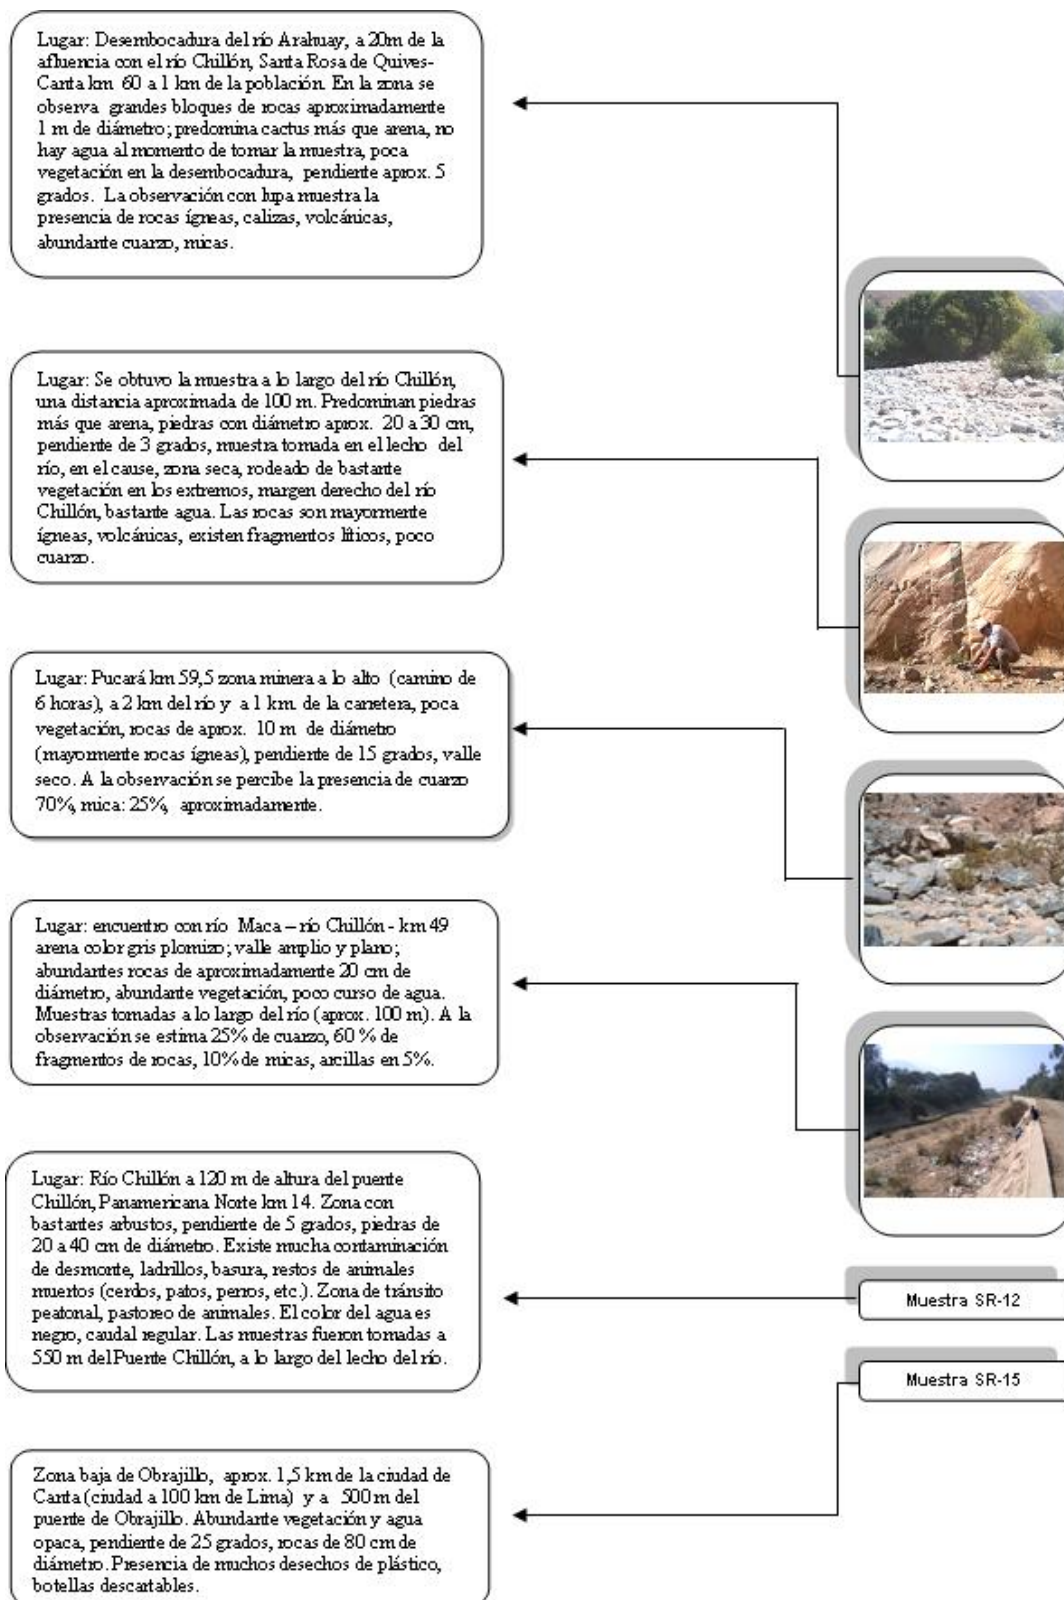 Lugar: Desembocadura del río Arahuay, a 20m de la
afluencia con el río Chillón, Santa Rosa de Quives-
Canta km 60 a 1 km de la población. En la zona se
observa grandes bloques de rocas aproximadamente
1 m de diámetro; predomina cactus más que arena, no
hay agua al momento de tomar la muestra, poca
vegetación en la desembocadura, pendiente aprox. 5
grados. La observación con lupa muestra la
presencia de rocas ígneas, calizas, volcánicas,
abundante cuarzo, micas.
Lugar: Se obtuvo la muestra a lo largo del río Chillón,
una distancia aproximada de 100 m. Predominan piedras
más que arena, piedras con diámetro aprox. 20 a 30 cm,
pendiente de 3 grados, muestra tomada en el lecho del
río, en el cause, zona seca, rodeado de bastante
vegetación en los extremos, margen derecho del río
Chillón, bastante agua. Las rocas son mayormente
ígneas, volcánicas, existen fragmentos líticos, poco
cuarzo.
Lugar: Pucará km 59,5 zona minera a lo alto (camino de
6 horas), a 2 km del río y a 1 km. de la carretera, poca
vegetación, rocas de aprox. 10 m de diámetro
(mayormente rocas ígneas), pendiente de 15 grados, valle
seco. A la observación se percibe la presencia de cuarzo
70%, mica: 25%, aproximadamente.
Lugar: encuentro con río Maca – río Chillón - km 49
arena color gris plomizo; valle amplio y plano;
abundantes rocas de aproximadamente 20 cm de
diámetro, abundante vegetación, poco curso de agua.
Muestras tomadas a lo largo del río (aprox. 100 m). A la
observación se estima 25% de cuarzo, 60 % de
fragmentos de rocas, 10% de micas, arcillas en 5%.
Lugar: Río Chillón a 120 m de altura del puente
Chillón, Panamericana Norte km 14. Zona con
bastantes arbustos, pendiente de 5 grados, piedras de
20 a 40 cm de diámetro. Existe mucha contaminación
de desmonte, ladrillos, basura, restos de animales
muertos (cerdos, patos, perros, etc.). Zona de tránsito
peatonal, pastoreo de animales. El color del agua es
negro, caudal regular. Las muestras fueron tomadas a
550 m del Puente Chillón, a lo largo del lecho del río.
Muestra SR-12
Muestra SR-15
Zona baja de Obrajillo, aprox. 1,5 km de la ciudad de
Canta (ciudad a 100 km de Lima) y a 500 m del
puente de Obrajillo. Abundante vegetación y agua
opaca, pendiente de 25 grados, rocas de 80 cm de
diámetro. Presencia de muchos desechos de plástico,
botellas descartables.